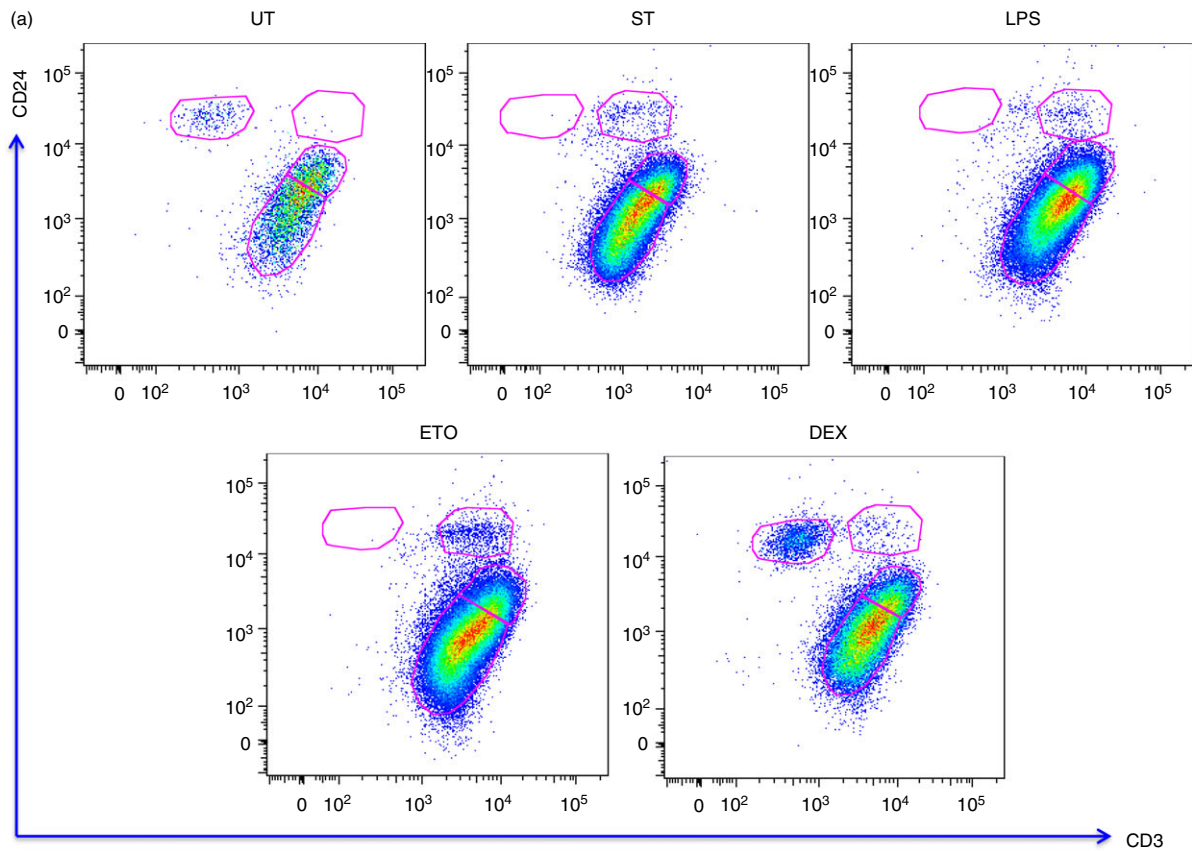 (a)
UT ST LPS
CD24
10⁵ 10⁵ 10⁵
10⁴ 10⁴ 10⁴
10³ 10³ 10³
10² 10² 10²
0 0 0
0 10² 10³ 10⁴ 10⁵ 0 10² 10³ 10⁴ 10⁵ 0 10² 10³ 10⁴ 10⁵
ETO DEX
10⁵ 10⁵
10⁴ 10⁴
10³ 10³
10² 10²
0 0
0 10² 10³ 10⁴ 10⁵ 0 10² 10³ 10⁴ 10⁵
CD3